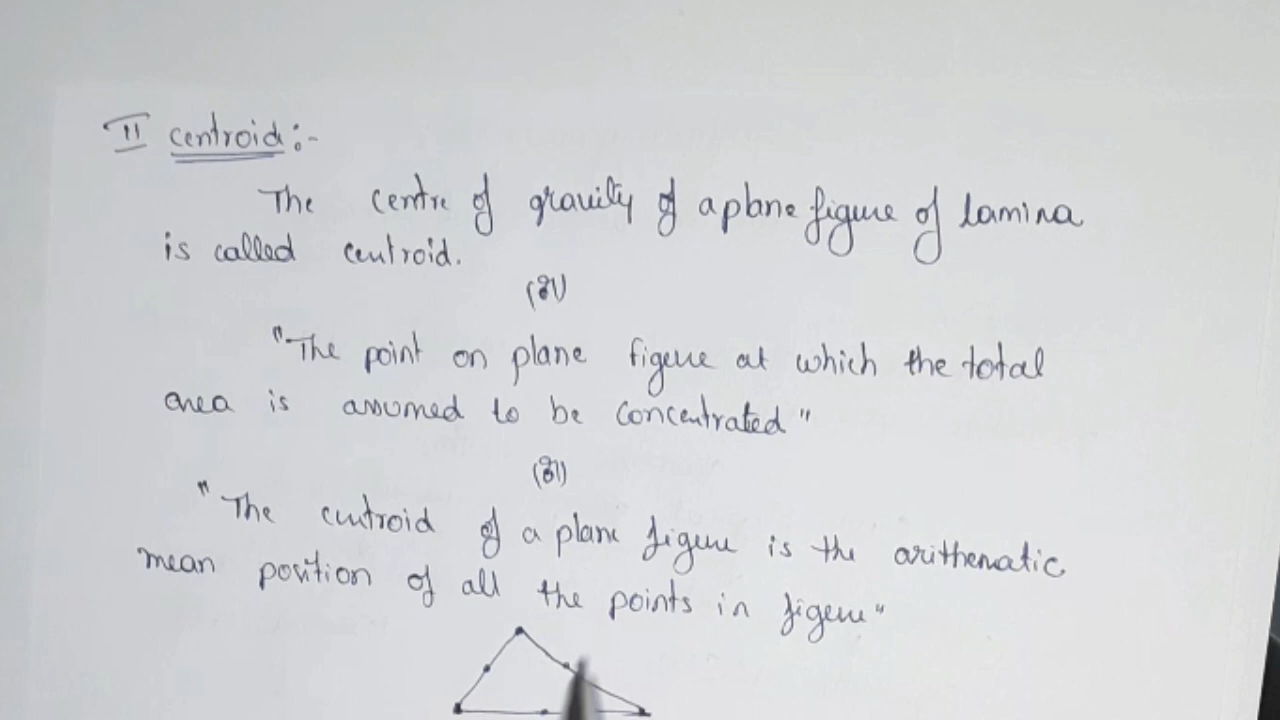 II centroid:-
The centre of gravity of a plane figure of lamina
is called centroid.
(or)
"The point on plane figure at which the total
area is assumed to be concentrated"
(or)
"The centroid of a plane figure is the arithematic
mean position of all the points in figure"